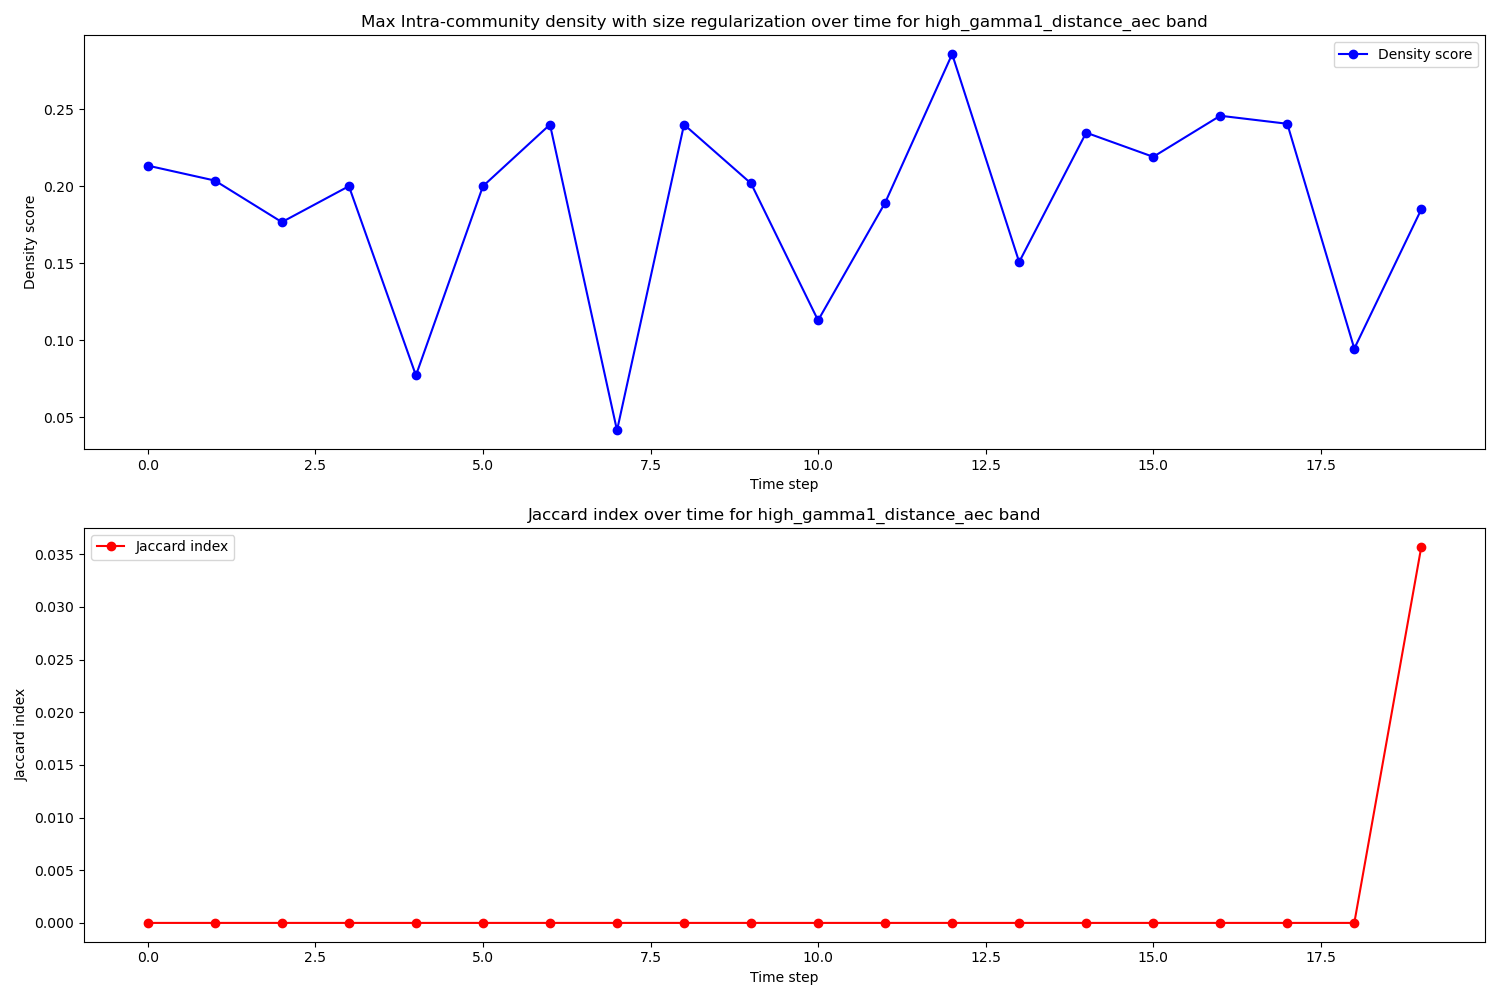 Max Intra-community density with size regularization over time for high_gamma1_distance_aec band
Density score
0.25
0.20
0.15
0.10
0.05
Density score
0.0 2.5 5.0 7.5 10.0 12.5 15.0 17.5
Time step
Jaccard index over time for high_gamma1_distance_aec band
Jaccard index
0.035
0.030
0.025
0.020
0.015
0.010
0.005
0.000
Jaccard index
0.0 2.5 5.0 7.5 10.0 12.5 15.0 17.5
Time step